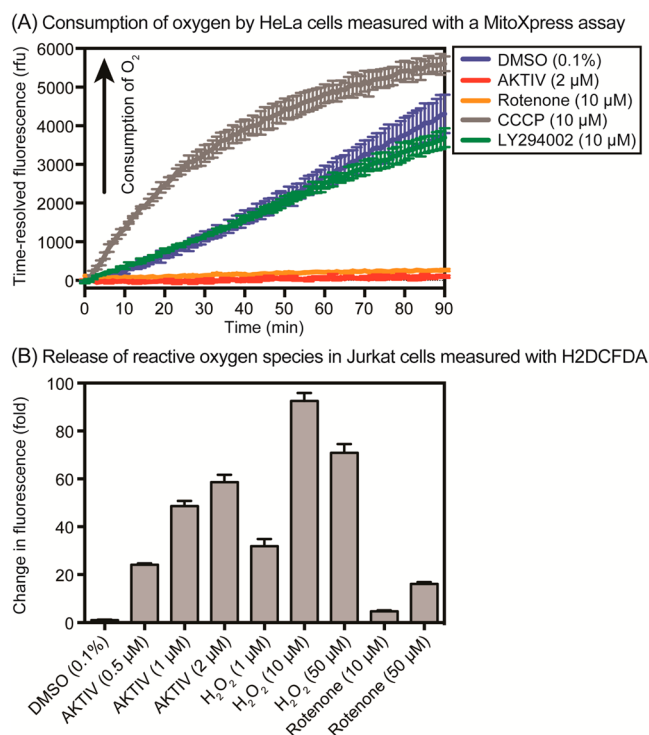 (A) Consumption of oxygen by HeLa cells measured with a MitoXpress assay
Time-resolved fluorescence (rfu)
6000
5000
4000
3000
2000
1000
0
Consumption of O₂
0 10 20 30 40 50 60 70 80 90
Time (min)
DMSO (0.1%)
AKTIV (2 µM)
Rotenone (10 µM)
CCCP (10 µM)
LY294002 (10 µM)
(B) Release of reactive oxygen species in Jurkat cells measured with H2DCFDA
Change in fluorescence (fold)
100
80
60
40
20
0
DMSO (0.1%)
AKTIV (0.5 µM)
AKTIV (1 µM)
AKTIV (2 µM)
H₂O₂ (1 µM)
H₂O₂ (10 µM)
H₂O₂ (50 µM)
Rotenone (10 µM)
Rotenone (50 µM)